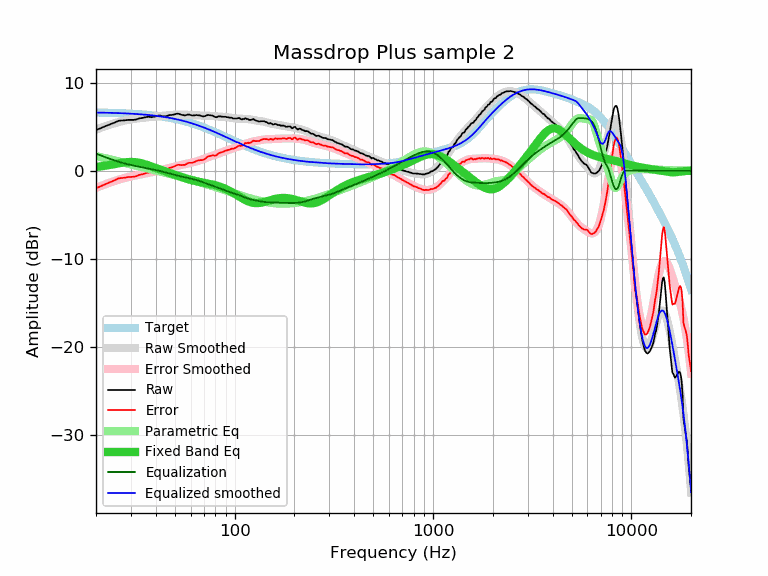 Massdrop Plus sample 2
10
0
−10
−20
−30
Amplitude (dBr)
Target
Raw Smoothed
Error Smoothed
Raw
Error
Parametric Eq
Fixed Band Eq
Equalization
Equalized smoothed
100
1000
10000
Frequency (Hz)